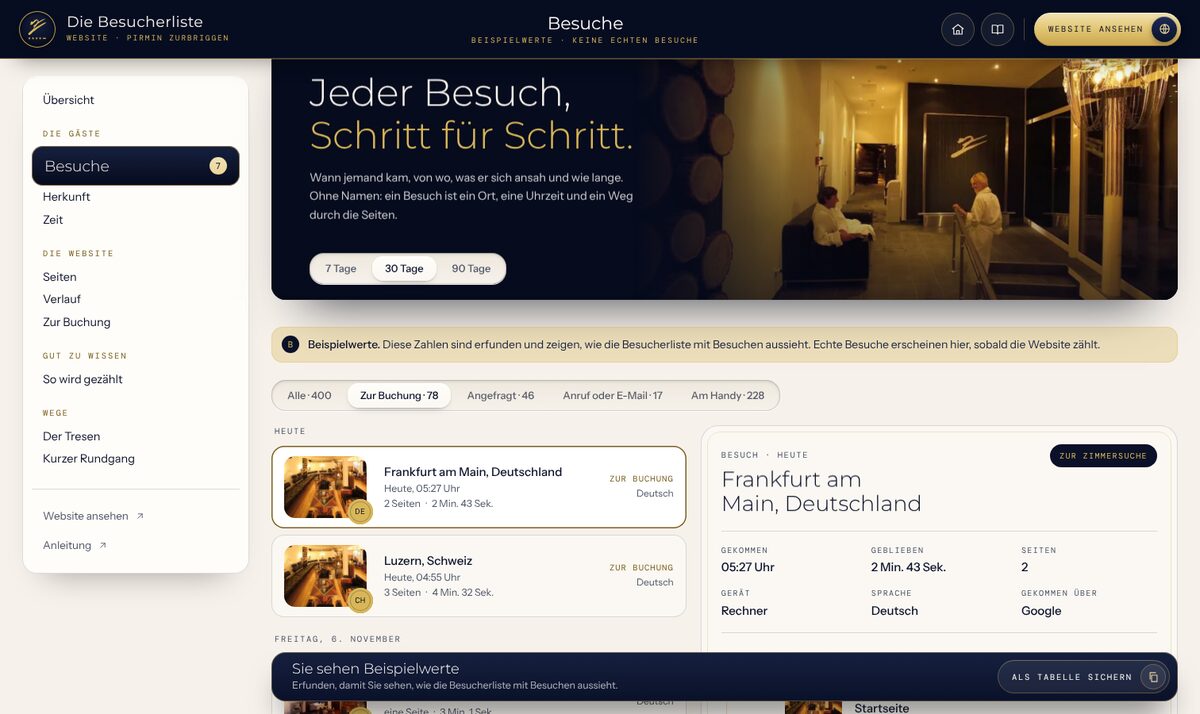 Die Besucherliste
WEBSITE · PIRMIN ZURBRIGGEN
Besuche
BEISPIELWERTE · KEINE ECHTEN BESUCHE
WEBSITE ANSEHEN
Übersicht
DIE GÄSTE
Besuche 7
Herkunft
Zeit
DIE WEBSITE
Seiten
Verlauf
Zur Buchung
GUT ZU WISSEN
So wird gezählt
WEGE
Der Tresen
Kurzer Rundgang
Website ansehen ↗
Anleitung ↗
Jeder Besuch,
Schritt für Schritt.
Wann jemand kam, von wo, was er sich ansah und wie lange.
Ohne Namen: ein Besuch ist ein Ort, eine Uhrzeit und ein Weg
durch die Seiten.
7 Tage 30 Tage 90 Tage
B Beispielwerte. Diese Zahlen sind erfunden und zeigen, wie die Besucherliste mit Besuchen aussieht. Echte Besuche erscheinen hier, sobald die Website zählt.
Alle · 400 Zur Buchung · 78 Angefragt · 46 Anruf oder E-Mail · 17 Am Handy · 228
HEUTE
Frankfurt am Main, Deutschland
Heute, 05:27 Uhr
2 Seiten · 2 Min. 43 Sek.
DE
ZUR BUCHUNG
Deutsch
Luzern, Schweiz
Heute, 04:55 Uhr
3 Seiten · 4 Min. 32 Sek.
CH
ZUR BUCHUNG
Deutsch
FREITAG, 6. NOVEMBER
eine Seite · 3 Min. 1 Sek.
Deutsch
BESUCH · HEUTE
ZUR ZIMMERSUCHE
Frankfurt am
Main, Deutschland
GEKOMMEN GEBLIEBEN SEITEN
05:27 Uhr 2 Min. 43 Sek. 2
GERÄT SPRACHE GEKOMMEN ÜBER
Rechner Deutsch Google
Startseite
Sie sehen Beispielwerte
Erfunden, damit Sie sehen, wie die Besucherliste mit Besuchen aussieht.
ALS TABELLE SICHERN